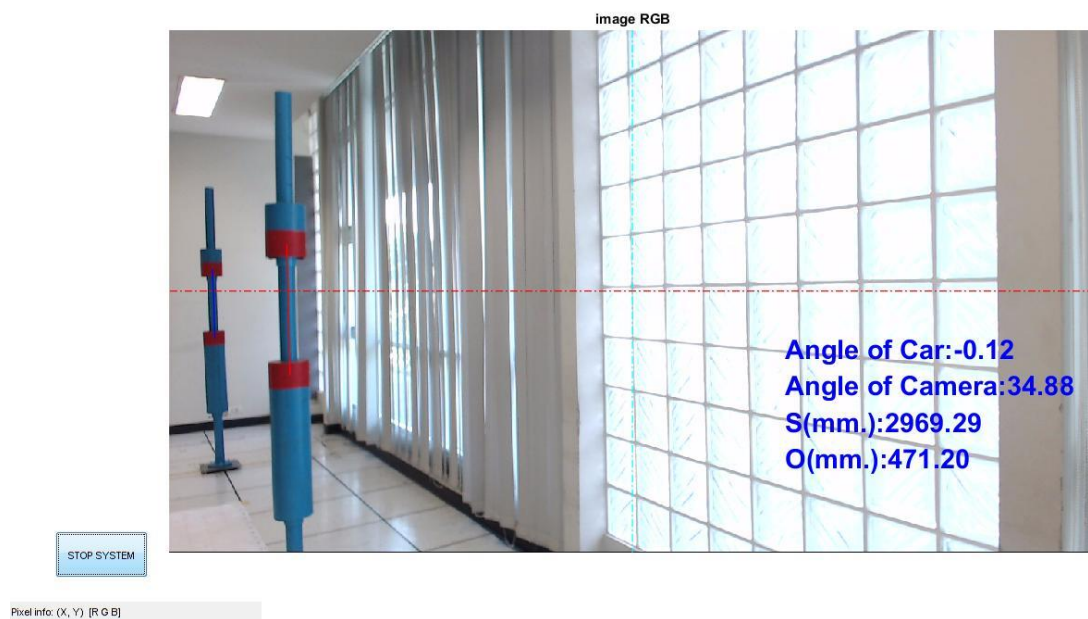 image RGB
Angle of Car:-0.12
Angle of Camera:34.88
S(mm.):2969.29
O(mm.):471.20
STOP SYSTEM
Pixel info: (X, Y) [R G B]